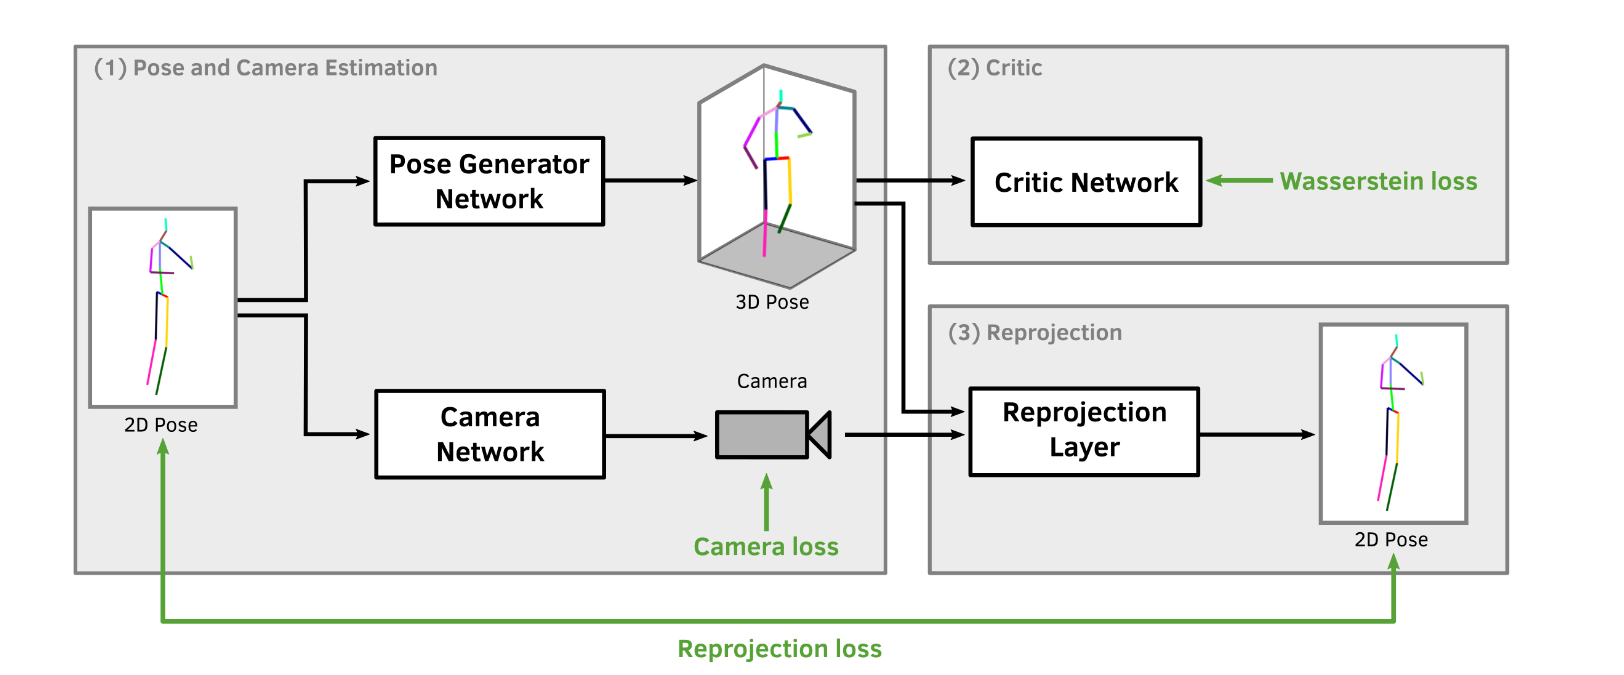 (1) Pose and Camera Estimation
Pose Generator
Network
3D Pose
2D Pose
Camera
Network
Camera
Camera loss
(2) Critic
Critic Network
Wasserstein loss
(3) Reprojection
Reprojection
Layer
2D Pose
Reprojection loss